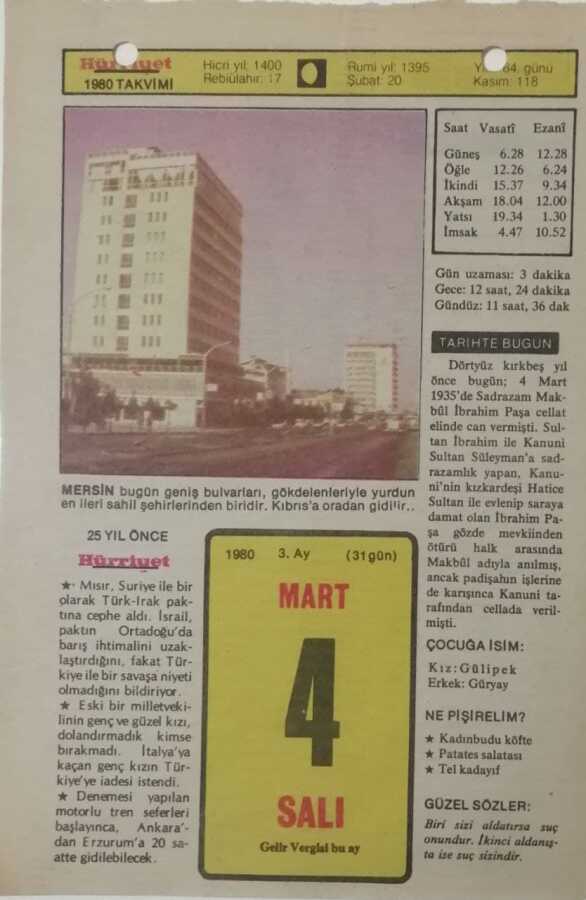 Hürriyet
1980 TAKVİMİ
Hicri yıl: 1400
Rebiülahır: 17
Rumi yıl: 1395
Şubat: 20
64. günü
Kasım: 118
Saat Vasatî Ezanî
Güneş 6.28 12.28
Öğle 12.26 6.24
İkindi 15.37 9.34
Akşam 18.04 12.00
Yatsı 19.34 1.30
İmsak 4.47 10.52
Gün uzaması: 3 dakika
Gece: 12 saat, 24 dakika
Gündüz: 11 saat, 36 dak
MERSİN bugün geniş bulvarları, gökdelenleriyle yurdun
en ileri sahil şehirlerinden biridir. Kıbrıs'a oradan gidilir..
25 YIL ÖNCE
Hürriyet
★ Mısır, Suriye ile bir
olarak Türk-Irak pak-
tına cephe aldı. İsrail,
paktın Ortadoğu'da
barış ihtimalini uzak-
laştırdığını, fakat Tür-
kiye ile bir savaşa niyeti
olmadığını bildiriyor.
★ Eski bir milletveki-
linin genç ve güzel kızı,
dolandırmadık kimse
bırakmadı. İtalya'ya
kaçan genç kızın Tür-
kiye'ye iadesi istendi.
★ Denemesi yapılan
motorlu tren seferleri
başlayınca, Ankara'-
dan Erzurum'a 20 sa-
atte gidilebilecek.
1980 3. Ay (31 gün)
MART
4
SALI
Gelir Vergisi bu ay
TARİHTE BUGÜN
Dörtyüz kırkbeş yıl
önce bugün; 4 Mart
1935'de Sadrazam Mak-
bûl İbrahim Paşa cellat
elinde can vermişti. Sul-
tan İbrahim ile Kanuni
Sultan Süleyman'a sad-
razamlık yapan, Kanu-
ni'nin kızkardeşi Hatice
Sultan ile evlenip saraya
damat olan İbrahim Pa-
şa gözde mevkiinden
ötürü halk arasında
Makbûl adıyla anılmış,
ancak padişahın işlerine
de karışınca Kanuni ta-
rafından cellada veril-
mişti.
ÇOCUĞA İSİM:
Kız: Gülipek
Erkek: Güryay
NE PİŞİRELİM?
★ Kadınbudu köfte
★ Patates salatası
★ Tel kadayıf
GÜZEL SÖZLER:
Biri sizi aldatırsa suç
onundur. İkinci aldanış-
ta ise suç sizindir.